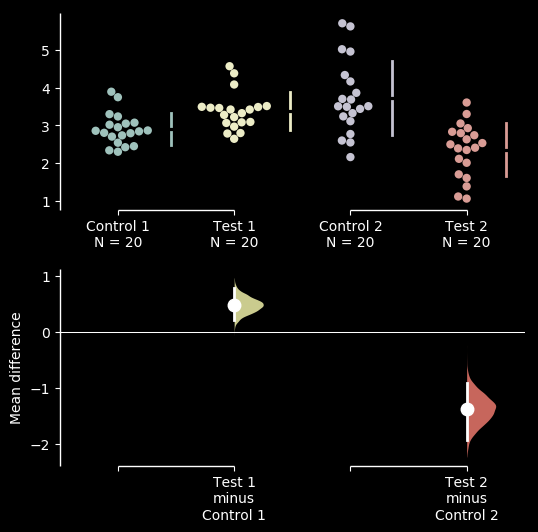 5
4
3
2
1
Control 1
N = 20
Test 1
N = 20
Control 2
N = 20
Test 2
N = 20
Mean difference
1
0
−1
−2
Test 1
minus
Control 1
Test 2
minus
Control 2